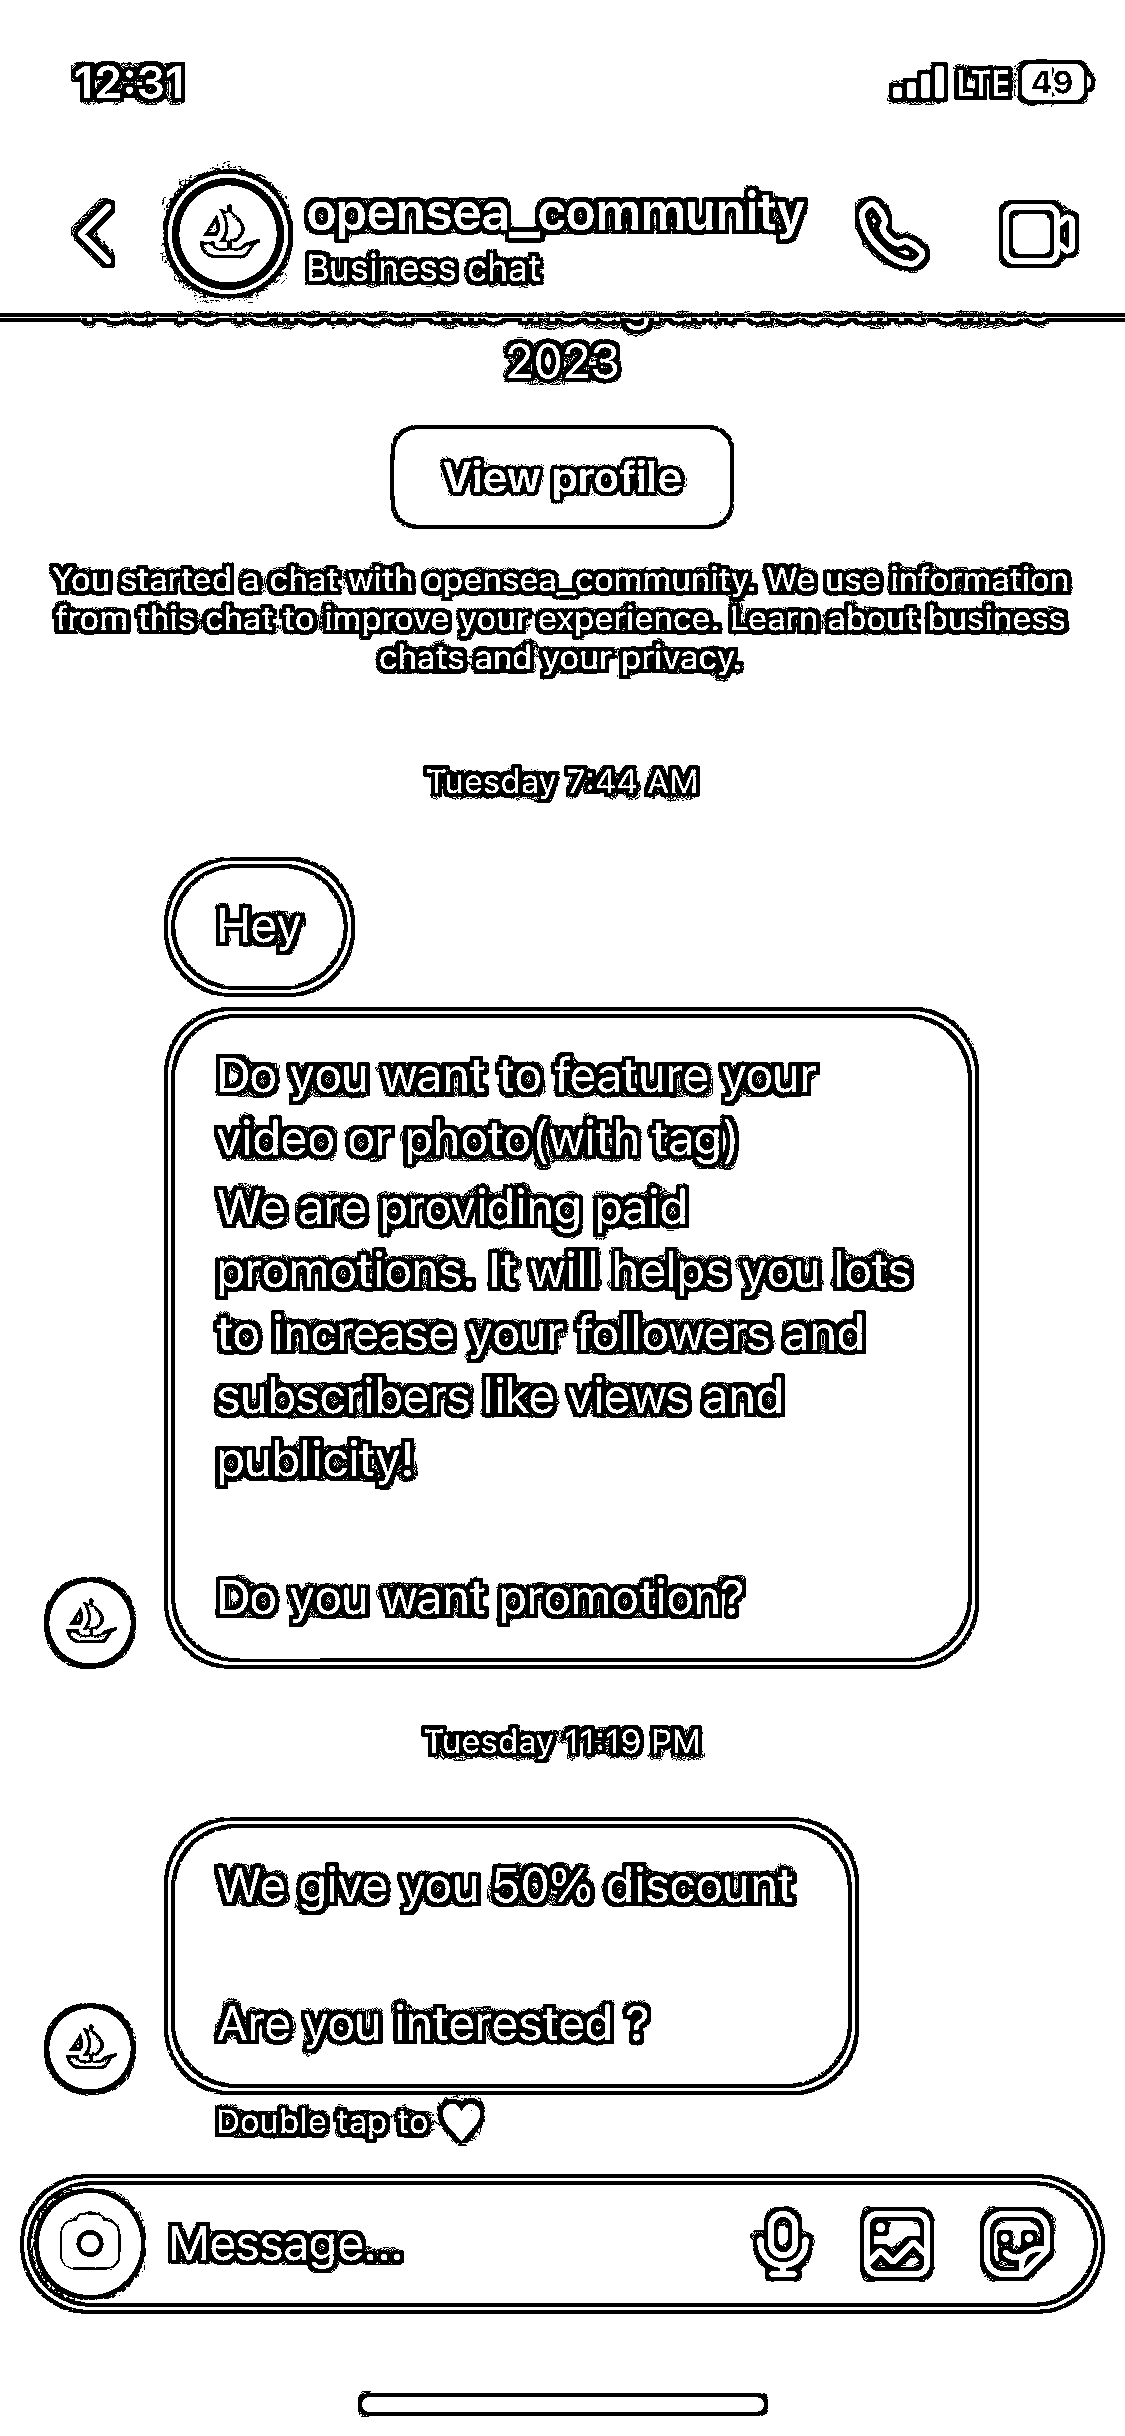 12:31
LTE 49
opensea_community
Business chat
2023
View profile
You started a chat with opensea_community. We use information
from this chat to improve your experience. Learn about business
chats and your privacy.
Tuesday 7:44 AM
Hey
Do you want to feature your
video or photo(with tag)
We are providing paid
promotions. It will helps you lots
to increase your followers and
subscribers like views and
publicity!
Do you want promotion?
Tuesday 11:19 PM
We give you 50% discount
Are you interested ?
Double tap to
Message...